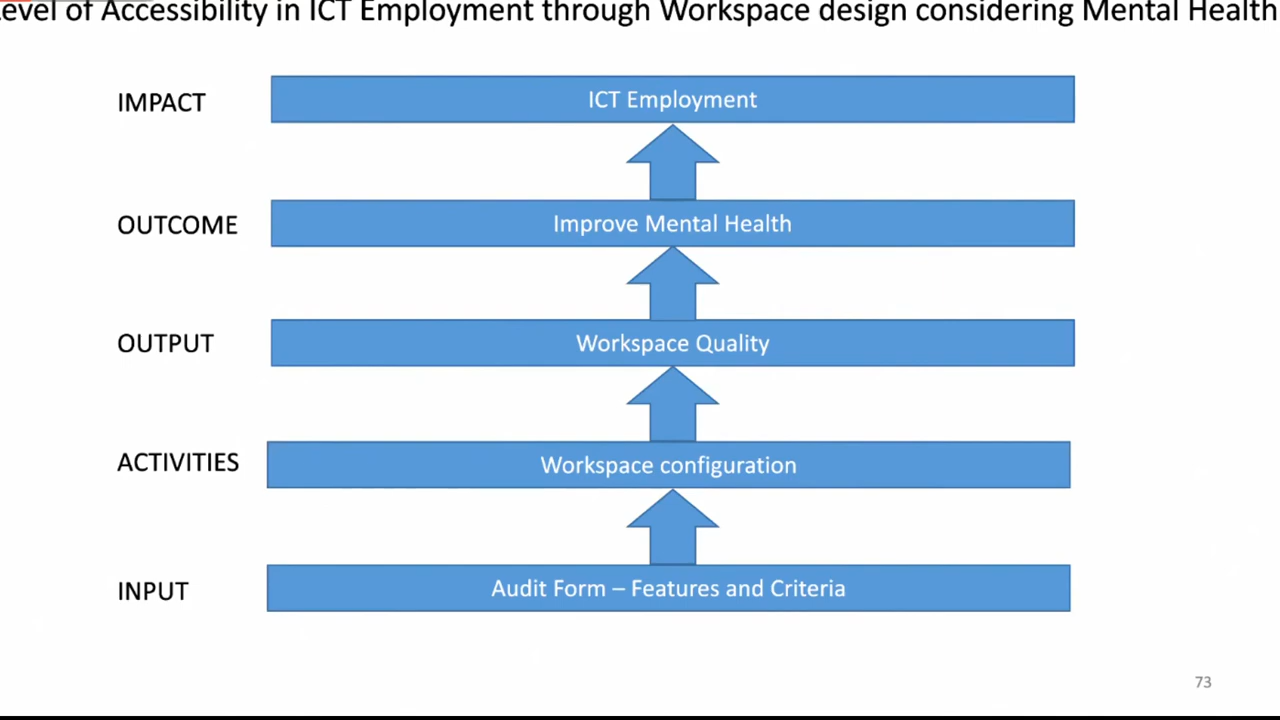 of Accessibility in ICT Employment through Workspace design considering Mental Health
IMPACT
ICT Employment
OUTCOME
Improve Mental Health
OUTPUT
Workspace Quality
ACTIVITIES
Workspace configuration
INPUT
Audit Form – Features and Criteria
73